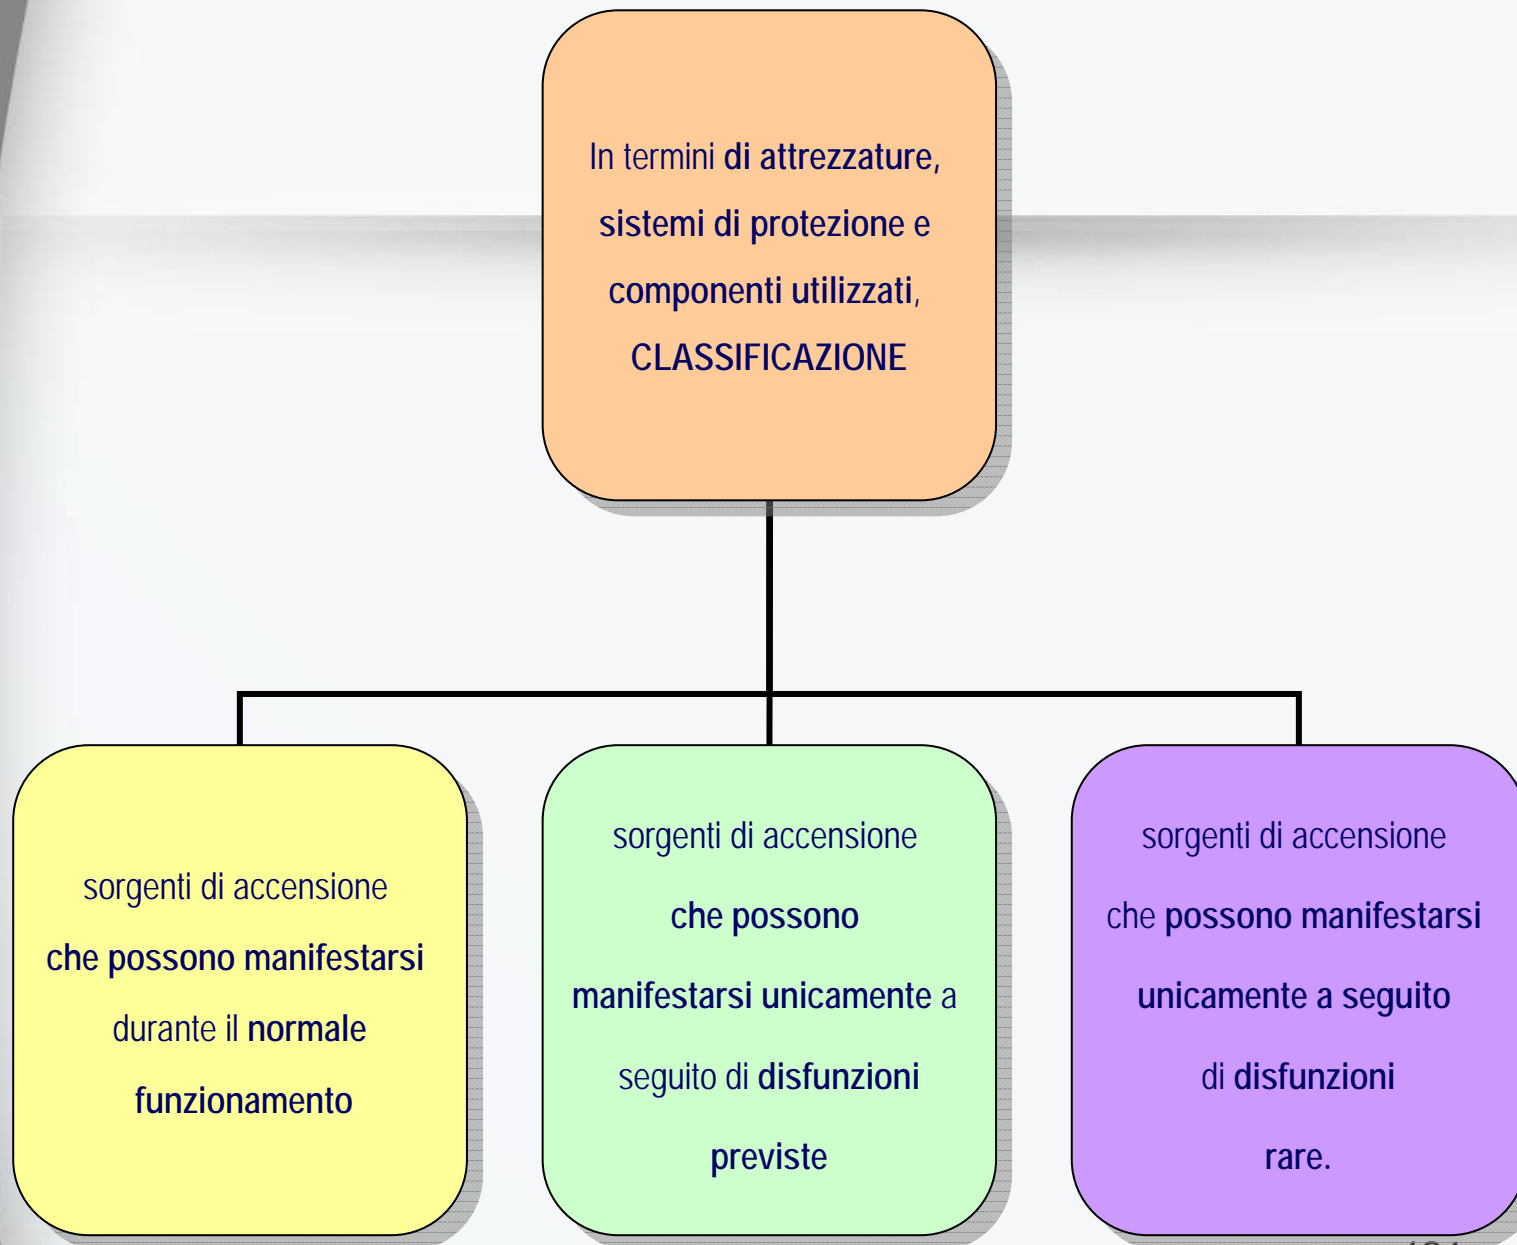 In termini di attrezzature,
sistemi di protezione e
componenti utilizzati,
CLASSIFICAZIONE
sorgenti di accensione
che possono manifestarsi
durante il normale
funzionamento
sorgenti di accensione
che possono
manifestarsi unicamente a
seguito di disfunzioni
previste
sorgenti di accensione
che possono manifestarsi
unicamente a seguito
di disfunzioni
rare.